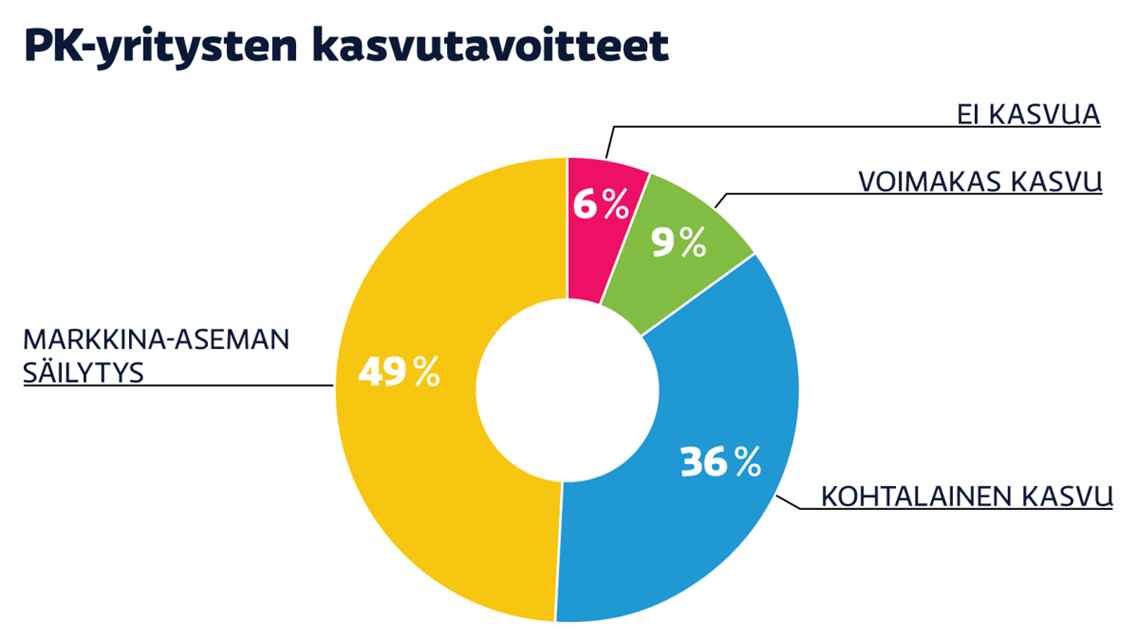 PK-yritysten kasvutavoitteet
EI KASVUA
VOIMAKAS KASVU
6 %
9 %
MARKKINA-ASEMAN
SÄILYTYS
49 %
36 %
KOHTALAINEN KASVU